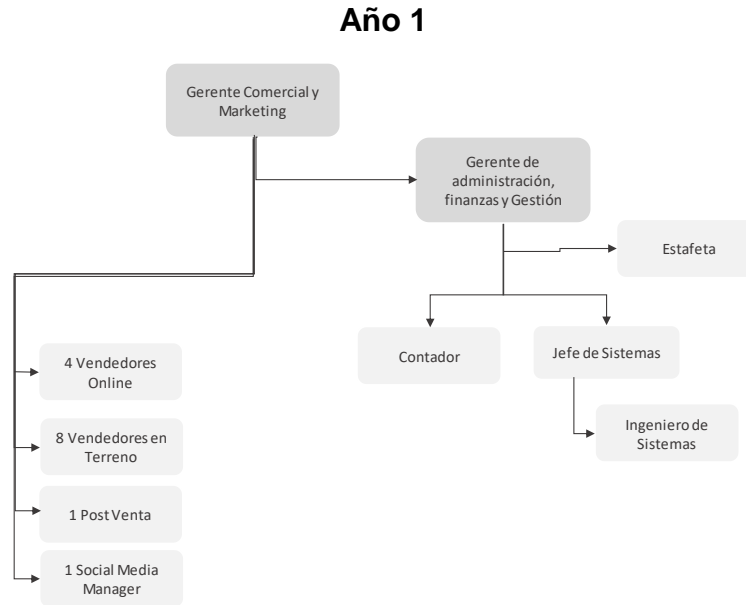 Año 1
Gerente Comercial y
Marketing
Gerente de
administración,
finanzas y Gestión
Estafeta
Contador
Jefe de Sistemas
Ingeniero de
Sistemas
4 Vendedores
Online
8 Vendedores en
Terreno
1 Post Venta
1 Social Media
Manager